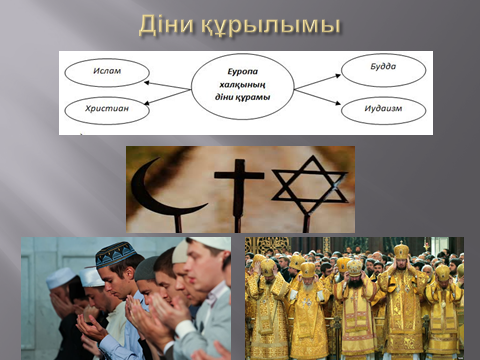 Діни құрылымы
Ислам
Христиан
Еуропа
халқының
діни құрамы
Будда
Иудаизм